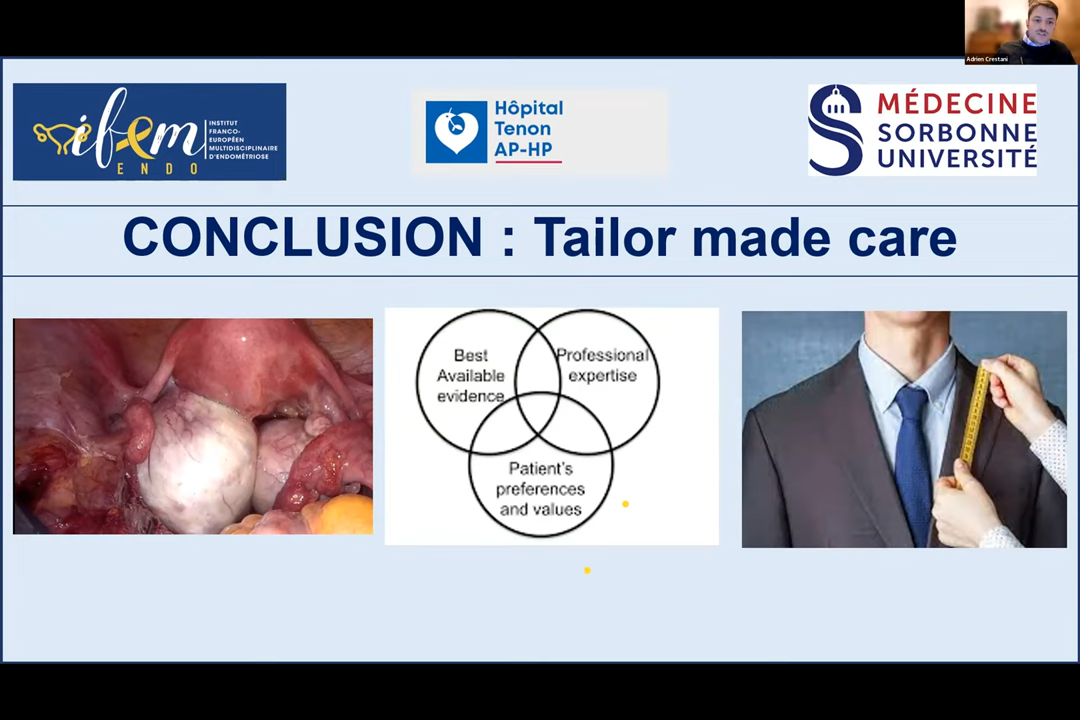 Adrien Crestani
ifem
ENDO
INSTITUT
FRANCO-
EUROPÉEN
MULTIDISCIPLINAIRE
D'ENDOMÉTRIOSE
Hôpital
Tenon
AP-HP
MÉDECINE
SORBONNE
UNIVERSITÉ
CONCLUSION : Tailor made care
Best
Available
evidence
Professional
expertise
Patient's
preferences
and values